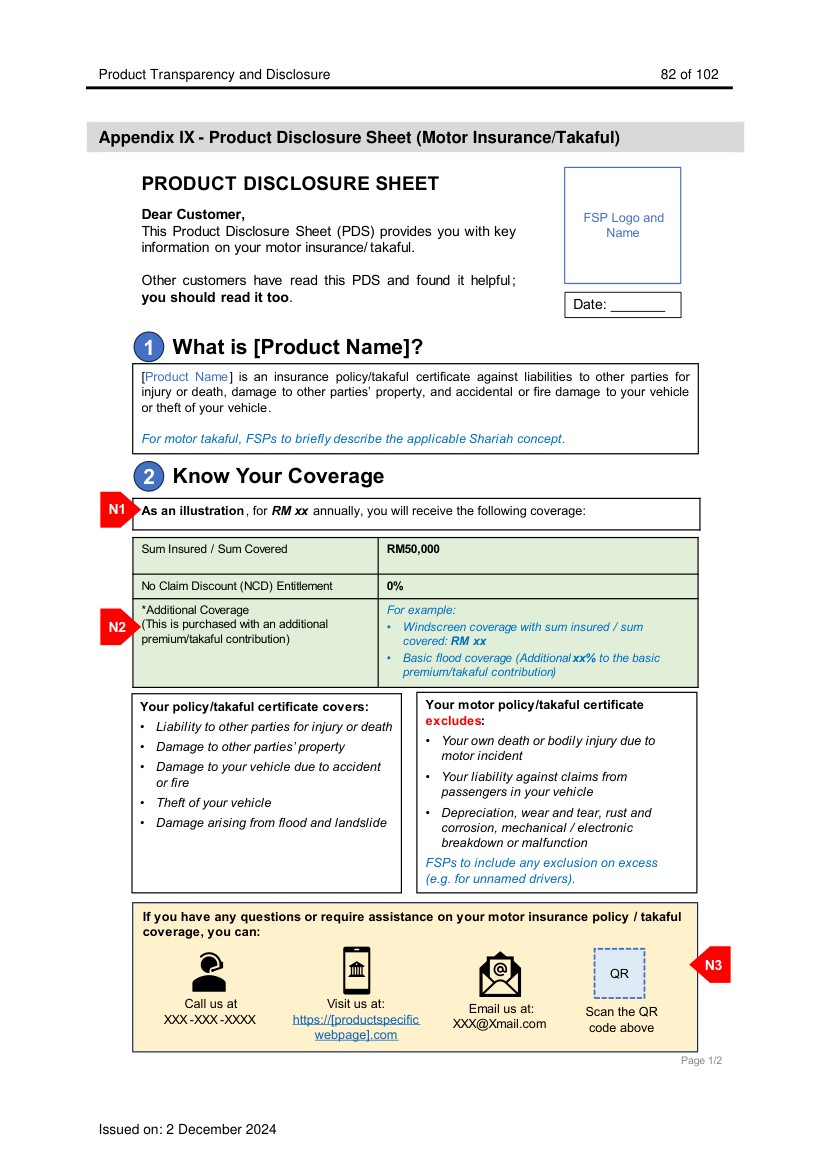 Product Transparency and Disclosure
82 of 102
Appendix IX - Product Disclosure Sheet (Motor Insurance/Takaful)
PRODUCT DISCLOSURE SHEET
Dear Customer,
This Product Disclosure Sheet (PDS) provides you with key
information on your motor insurance/ takaful.
Other customers have read this PDS and found it helpful;
you should read it too.
FSP Logo and
Name
Date: _______
1 What is [Product Name]?
[Product Name] is an insurance policy/takaful certificate against liabilities to other parties for
injury or death, damage to other parties’ property, and accidental or fire damage to your vehicle
or theft of your vehicle.
For motor takaful, FSPs to briefly describe the applicable Shariah concept.
2 Know Your Coverage
N1
As an illustration, for RM xx annually, you will receive the following coverage:
Sum Insured / Sum Covered
RM50,000
No Claim Discount (NCD) Entitlement
0%
N2
*Additional Coverage
(This is purchased with an additional
premium/takaful contribution)
For example:
• Windscreen coverage with sum insured / sum
covered: RM xx
• Basic flood coverage (Additional xx% to the basic
premium/takaful contribution)
Your policy/takaful certificate covers:
• Liability to other parties for injury or death
• Damage to other parties’ property
• Damage to your vehicle due to accident
or fire
• Theft of your vehicle
• Damage arising from flood and landslide
Your motor policy/takaful certificate
excludes:
• Your own death or bodily injury due to
motor incident
• Your liability against claims from
passengers in your vehicle
• Depreciation, wear and tear, rust and
corrosion, mechanical / electronic
breakdown or malfunction
FSPs to include any exclusion on excess
(e.g. for unnamed drivers).
If you have any questions or require assistance on your motor insurance policy / takaful
coverage, you can:
N3
Call us at
XXX-XXX-XXXX
Visit us at:
https://[productspecific
webpage].com
@
Email us at:
XXX@Xmail.com
QR
Scan the QR
code above
Page 1/2
Issued on: 2 December 2024